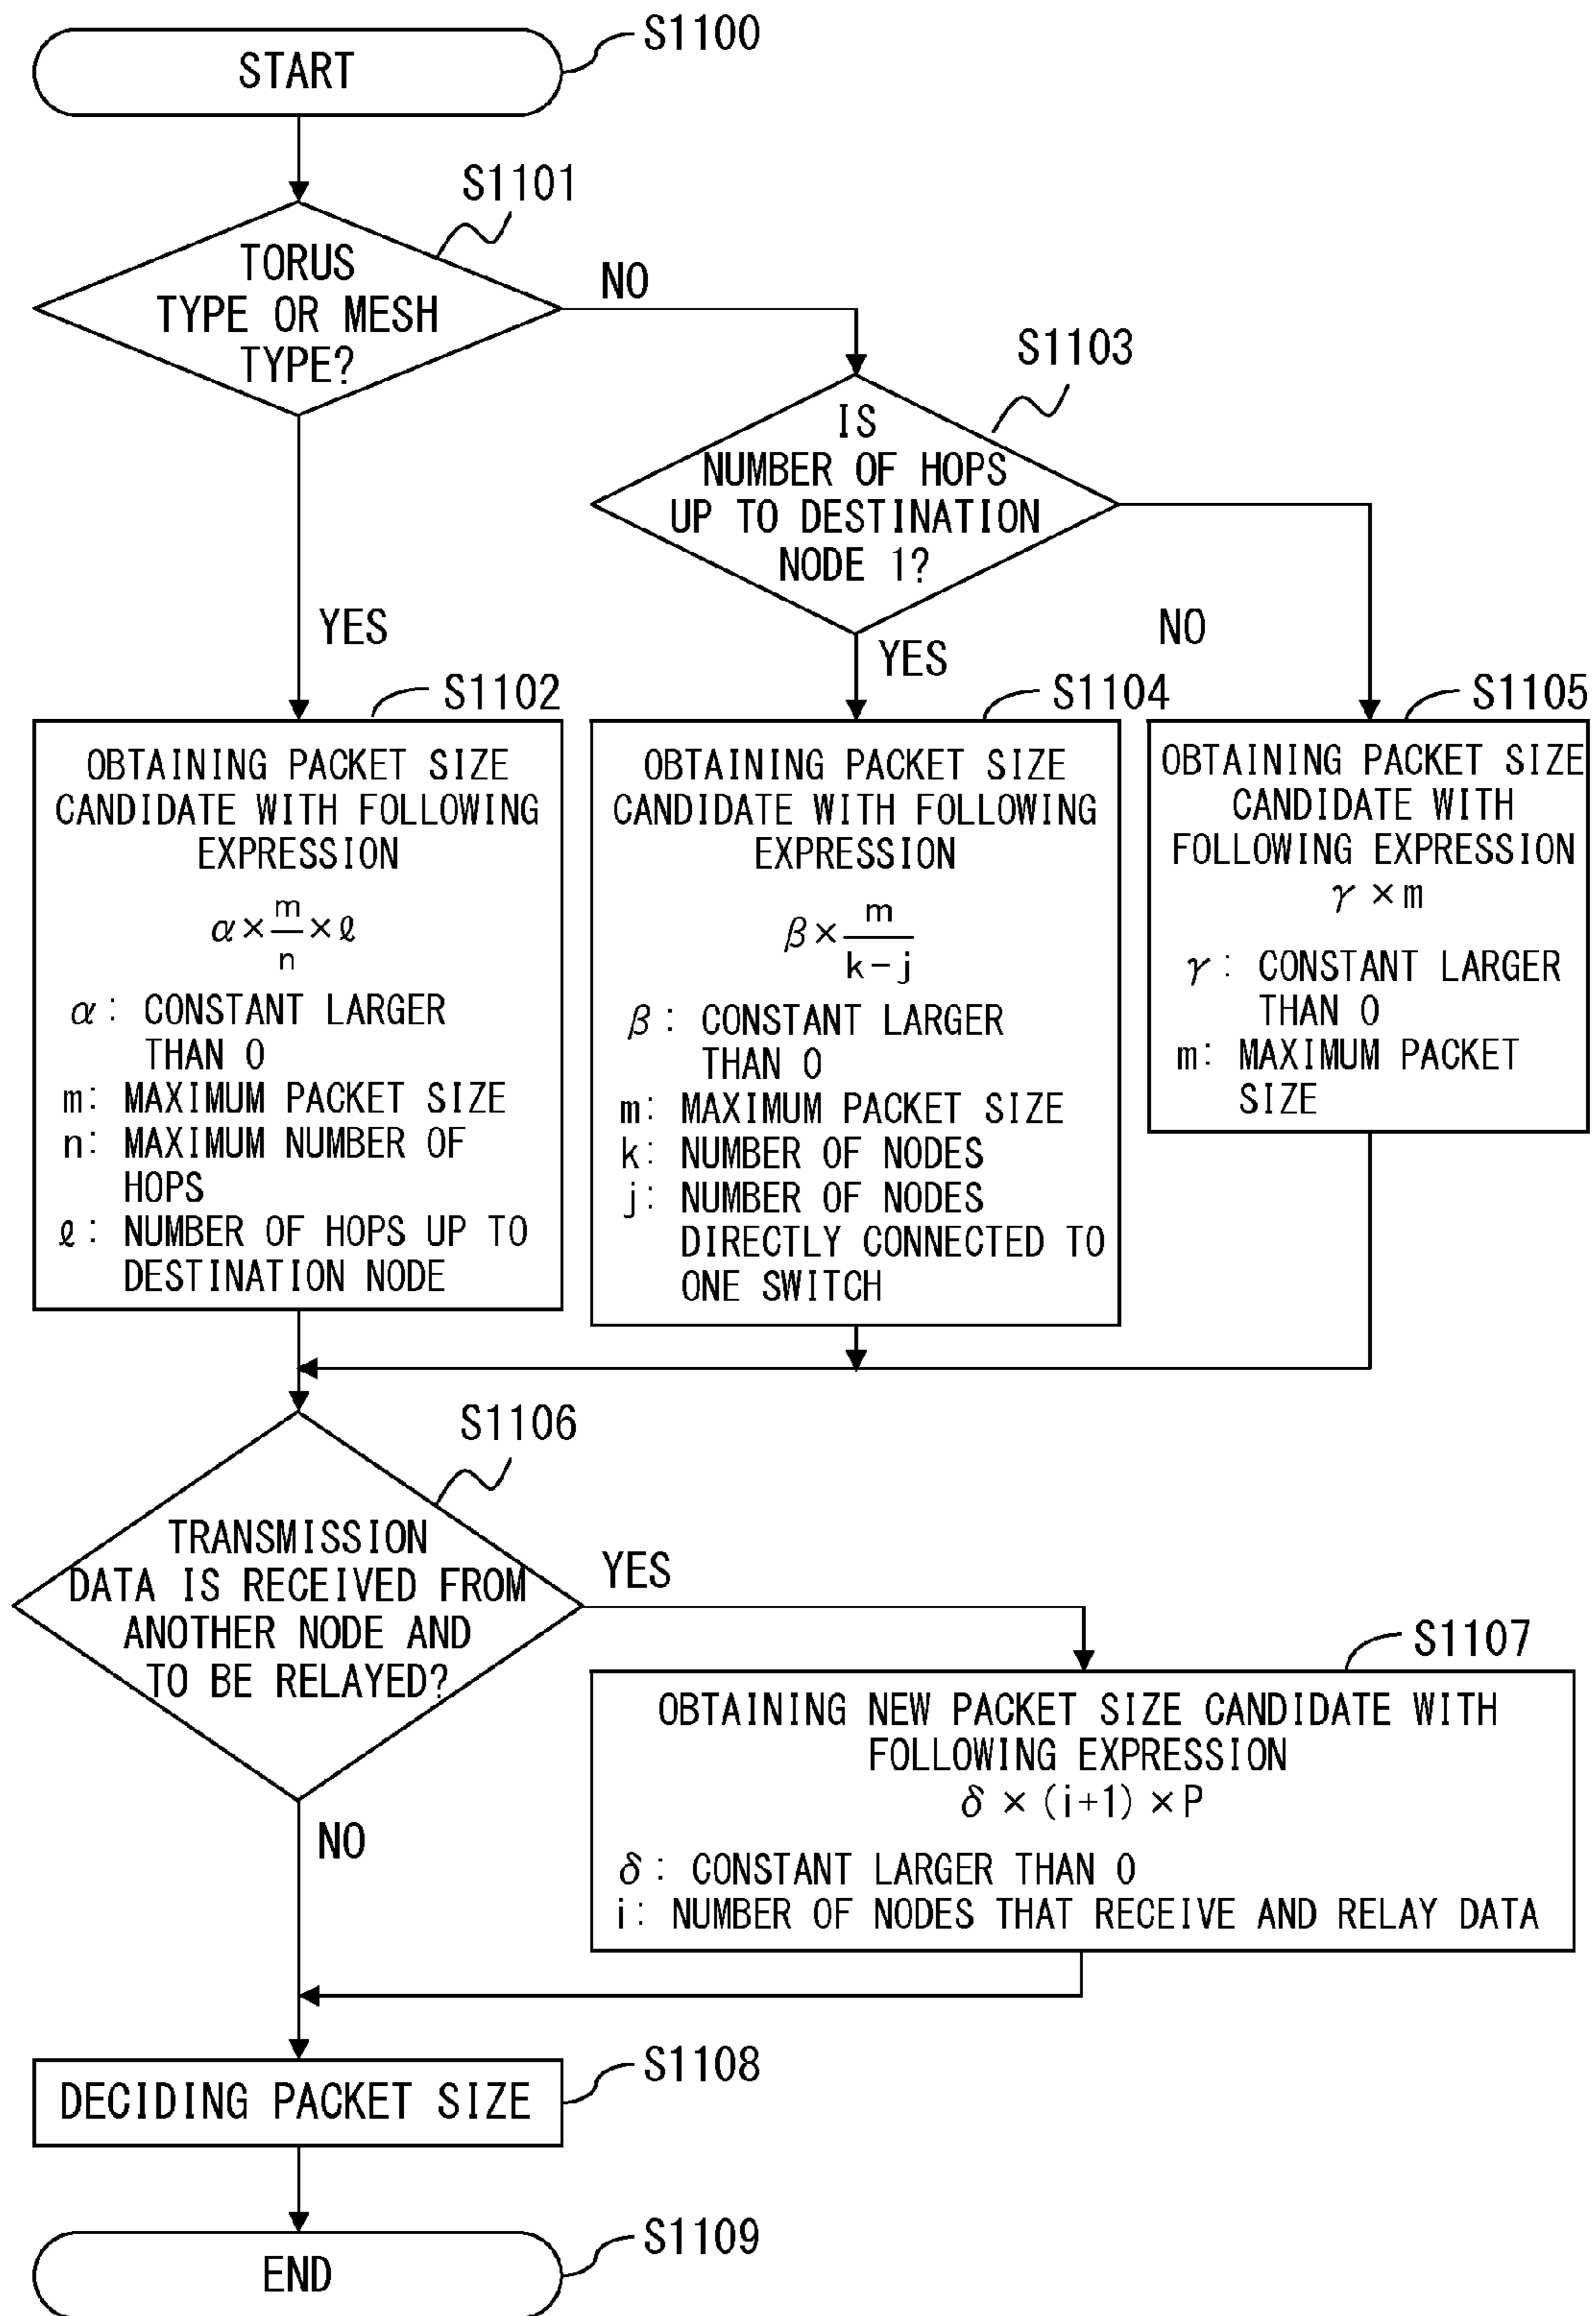 S1100
START
S1101
TORUS
TYPE OR MESH
TYPE?
NO
S1103
IS
NUMBER OF HOPS
UP TO DESTINATION
NODE 1?
YES
YES
NO
S1102
OBTAINING PACKET SIZE
CANDIDATE WITH FOLLOWING
EXPRESSION
α × m/n × ℓ
α: CONSTANT LARGER
THAN 0
m: MAXIMUM PACKET SIZE
n: MAXIMUM NUMBER OF
HOPS
ℓ: NUMBER OF HOPS UP TO
DESTINATION NODE
S1104
OBTAINING PACKET SIZE
CANDIDATE WITH FOLLOWING
EXPRESSION
β × m/(k-j)
β: CONSTANT LARGER
THAN 0
m: MAXIMUM PACKET SIZE
k: NUMBER OF NODES
j: NUMBER OF NODES
DIRECTLY CONNECTED TO
ONE SWITCH
S1105
OBTAINING PACKET SIZE
CANDIDATE WITH
FOLLOWING EXPRESSION
γ × m
γ: CONSTANT LARGER
THAN 0
m: MAXIMUM PACKET
SIZE
S1106
TRANSMISSION
DATA IS RECEIVED FROM
ANOTHER NODE AND
TO BE RELAYED?
YES
NO
S1107
OBTAINING NEW PACKET SIZE CANDIDATE WITH
FOLLOWING EXPRESSION
δ × (i+1) × P
δ: CONSTANT LARGER THAN 0
i: NUMBER OF NODES THAT RECEIVE AND RELAY DATA
S1108
DECIDING PACKET SIZE
S1109
END